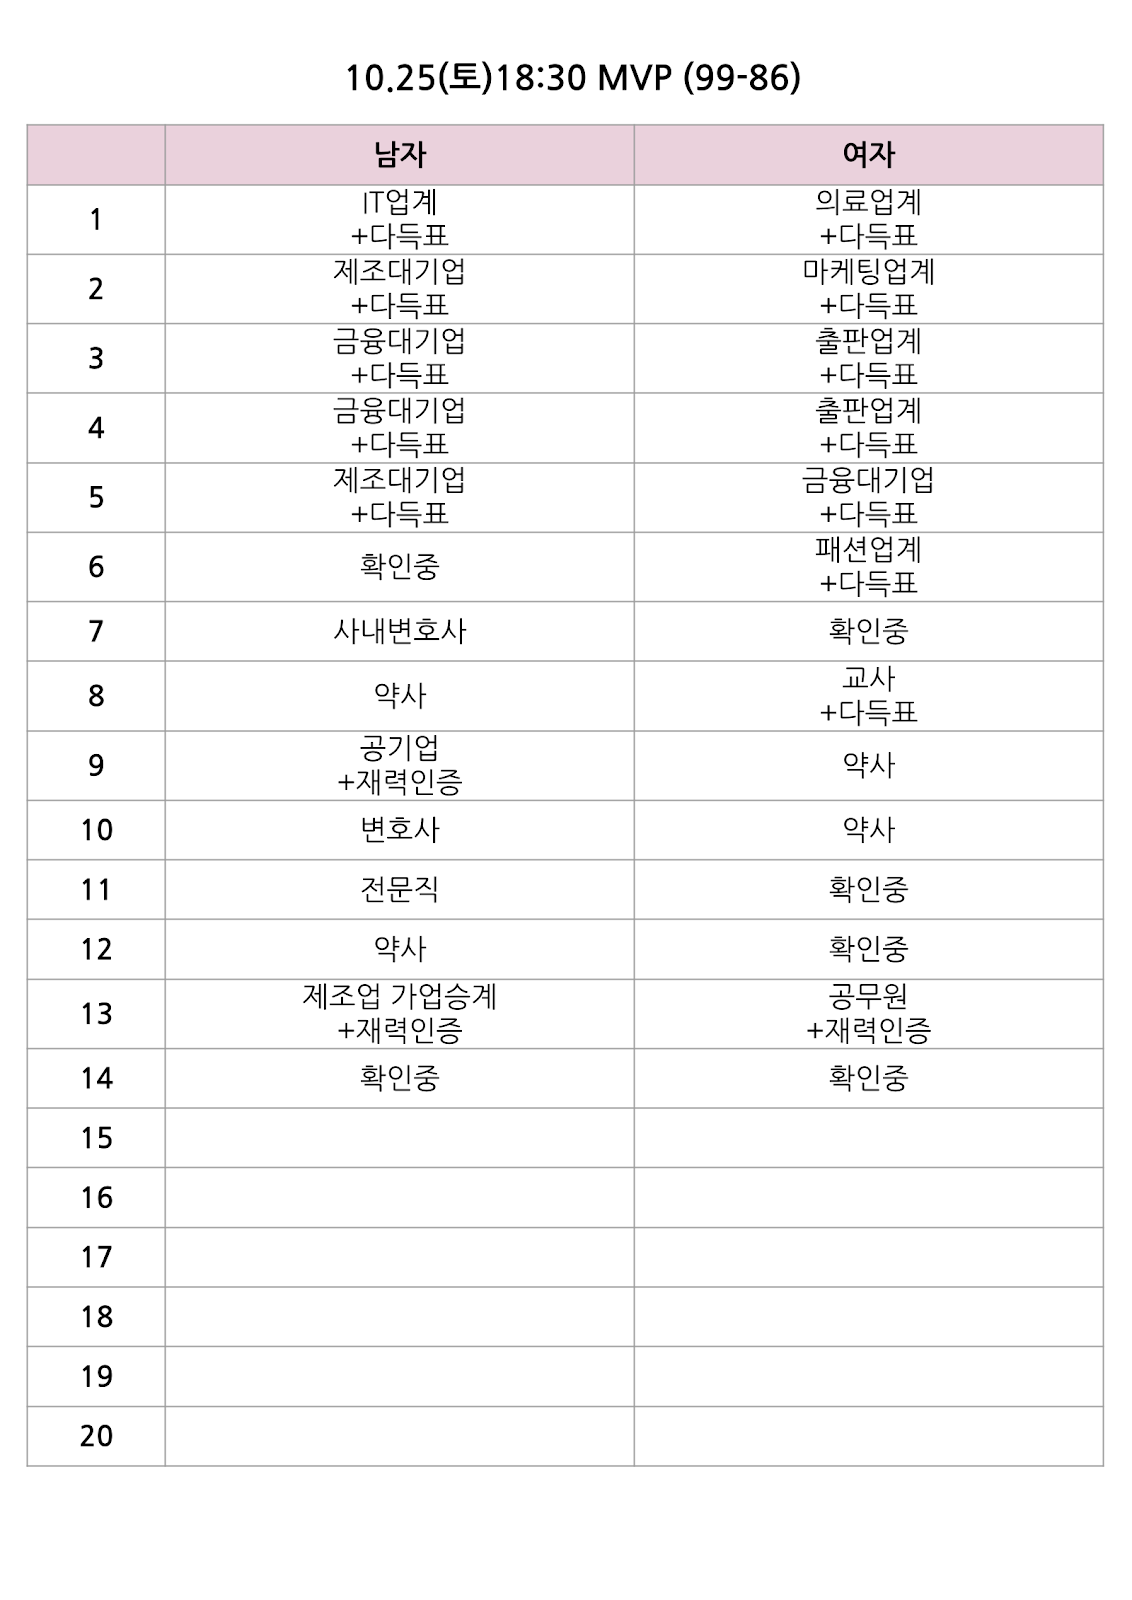 10.25(토)18:30 MVP (99-86)
남자 여자
1 IT업계 +다득표 의료업계 +다득표
2 제조대기업 +다득표 마케팅업계 +다득표
3 금융대기업 +다득표 출판업계 +다득표
4 금융대기업 +다득표 출판업계 +다득표
5 제조대기업 +다득표 금융대기업 +다득표
6 확인중 패션업계 +다득표
7 사내변호사 확인중
8 약사 교사 +다득표
9 공기업 +재력인증 약사
10 변호사 약사
11 전문직 확인중
12 약사 확인중
13 제조업 가업승계 +재력인증 공무원 +재력인증
14 확인중 확인중
15
16
17
18
19
20